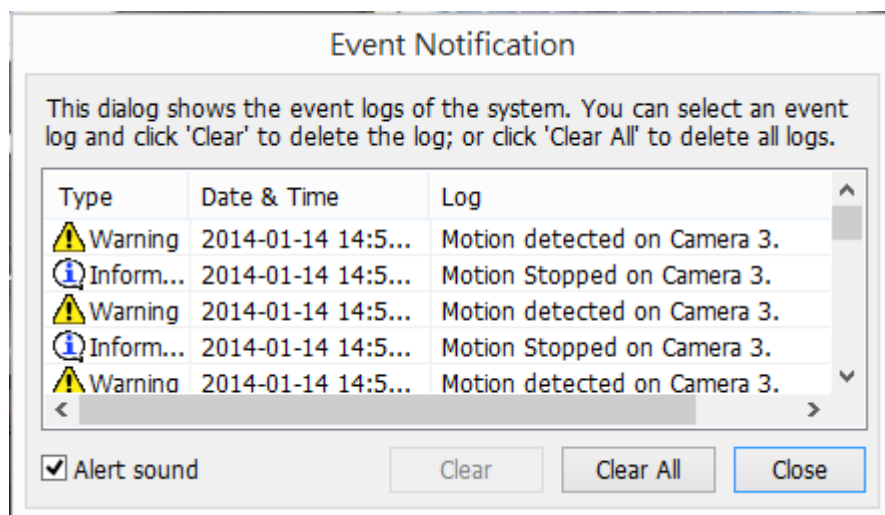 Event Notification
This dialog shows the event logs of the system. You can select an event
log and click 'Clear' to delete the log; or click 'Clear All' to delete all logs.
Type Date & Time Log
Warning 2014-01-14 14:5... Motion detected on Camera 3.
Inform... 2014-01-14 14:5... Motion Stopped on Camera 3.
Warning 2014-01-14 14:5... Motion detected on Camera 3.
Inform... 2014-01-14 14:5... Motion Stopped on Camera 3.
Warning 2014-01-14 14:5... Motion detected on Camera 3.
Alert sound Clear Clear All Close